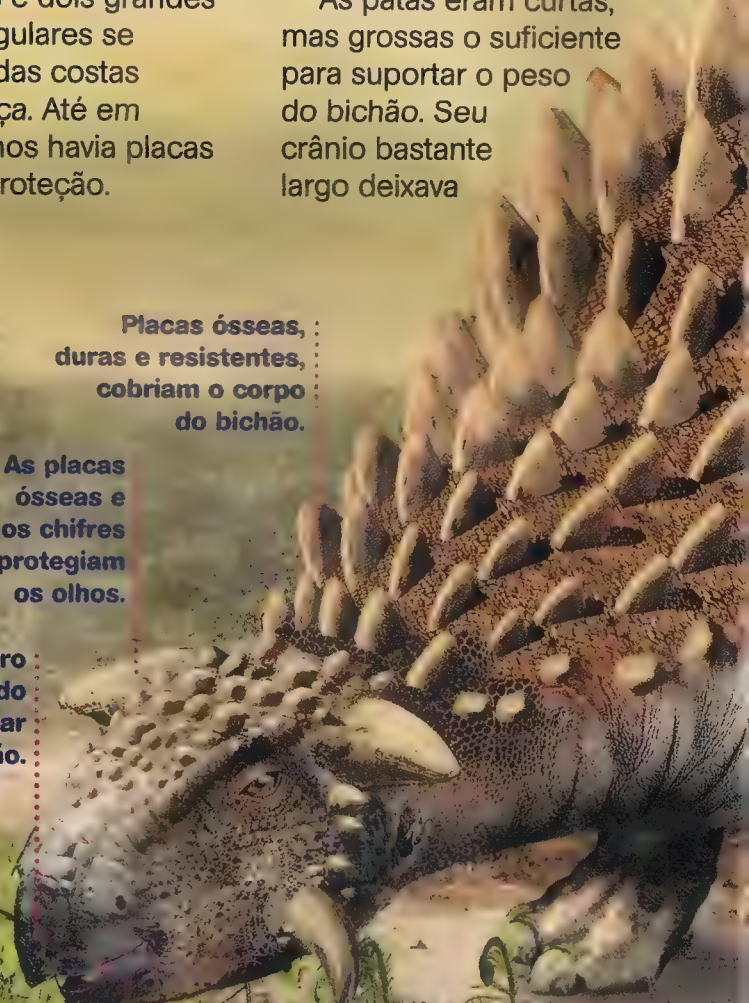 e dois grandes
gulares se
das costas
ça. Até em
nos havia placas
roteção.
As patas eram curtas,
mas grossas o suficiente
para suportar o peso
do bichão. Seu
crânio bastante
largo deixava
Placas ósseas,
duras e resistentes,
cobriam o corpo
do bichão.
As placas
ósseas e
os chifres
protegiam
os olhos.
ro
do
ar
ão.